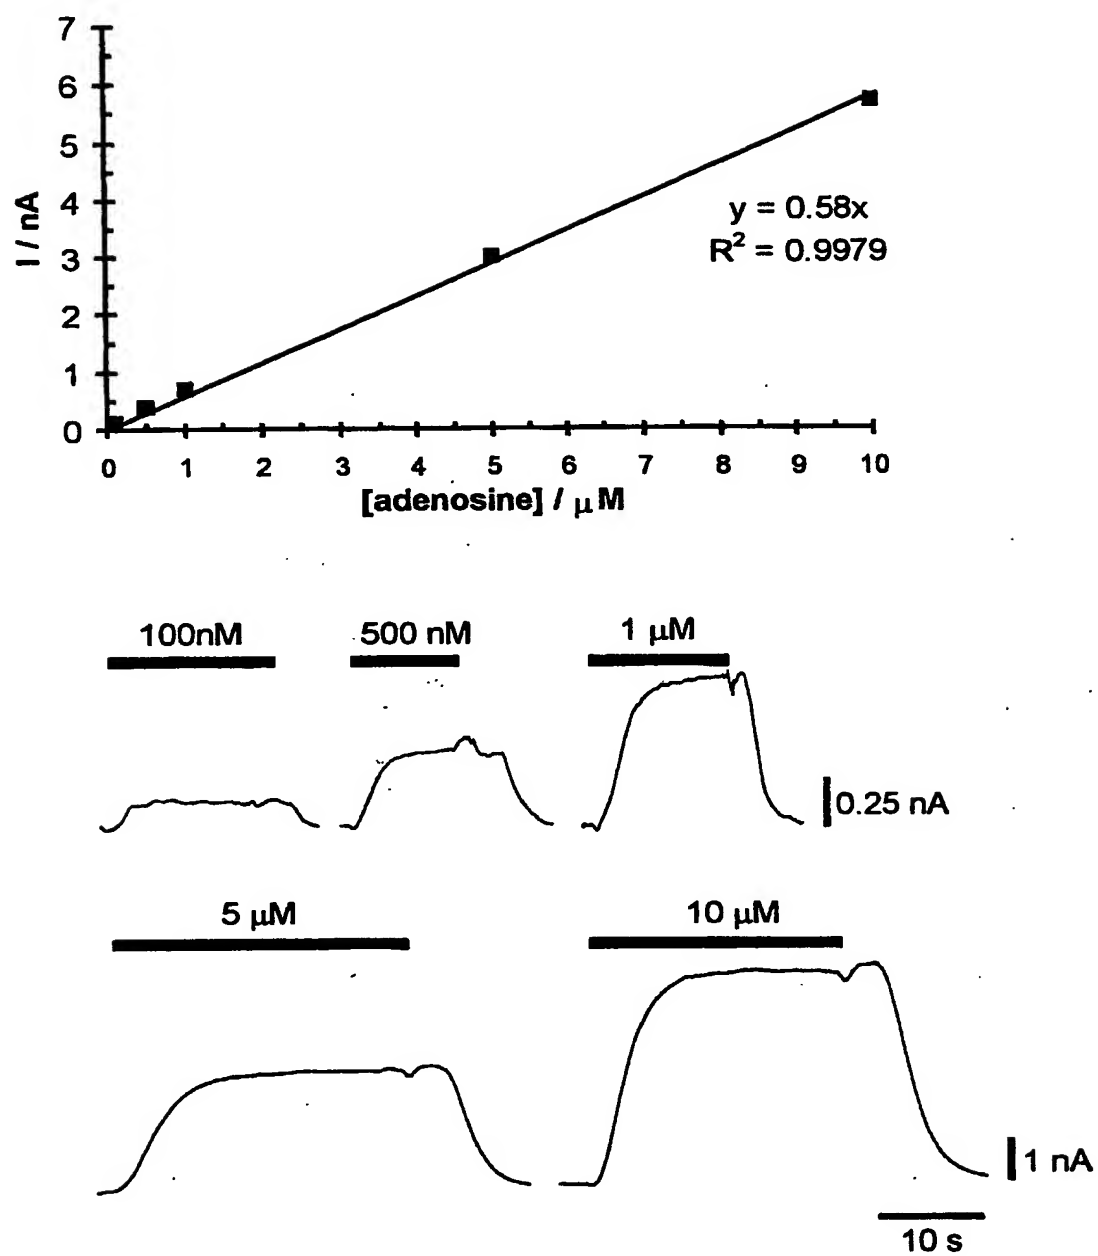 7
6
5
4
3
2
1
0
I / nA
y = 0.58x
R² = 0.9979
0 1 2 3 4 5 6 7 8 9 10
[adenosine] / μM
100nM 500 nM 1 μM
0.25 nA
5 μM 10 μM
1 nA
10 s